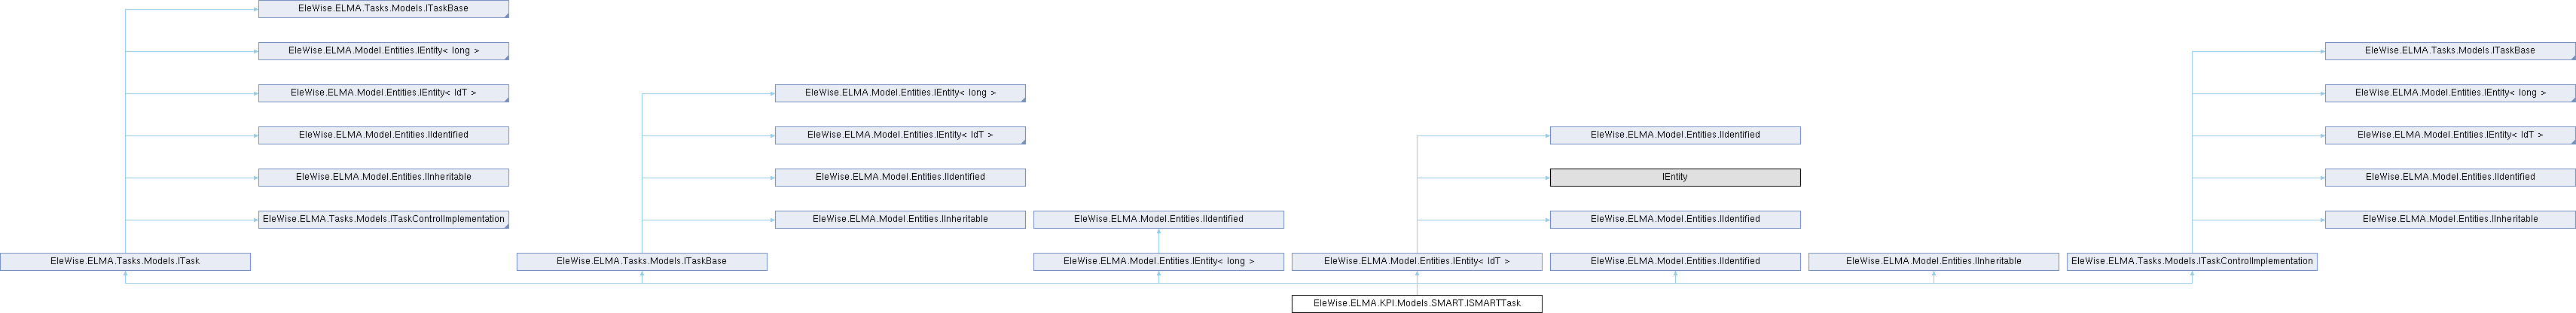 EleWise.ELMA.Tasks.Models.ITaskBase
EleWise.ELMA.Model.Entities.IEntity< long >
EleWise.ELMA.Tasks.Models.ITaskBase
EleWise.ELMA.Model.Entities.IEntity< IdT >
EleWise.ELMA.Model.Entities.IEntity< long >
EleWise.ELMA.Model.Entities.IEntity< long >
EleWise.ELMA.Model.Entities.IIdentified
EleWise.ELMA.Model.Entities.IEntity< IdT >
EleWise.ELMA.Model.Entities.IIdentified
EleWise.ELMA.Model.Entities.IEntity< IdT >
EleWise.ELMA.Model.Entities.IInheritable
EleWise.ELMA.Model.Entities.IIdentified
IEntity
EleWise.ELMA.Model.Entities.IIdentified
EleWise.ELMA.Tasks.Models.ITaskControlImplementation
EleWise.ELMA.Model.Entities.IInheritable
EleWise.ELMA.Model.Entities.IIdentified
EleWise.ELMA.Model.Entities.IIdentified
EleWise.ELMA.Model.Entities.IInheritable
EleWise.ELMA.Tasks.Models.ITask
EleWise.ELMA.Tasks.Models.ITaskBase
EleWise.ELMA.Model.Entities.IEntity< long >
EleWise.ELMA.Model.Entities.IEntity< IdT >
EleWise.ELMA.Model.Entities.IIdentified
EleWise.ELMA.Model.Entities.IInheritable
EleWise.ELMA.Tasks.Models.ITaskControlImplementation
EleWise.ELMA.KPI.Models.SMART.ISMARTTask